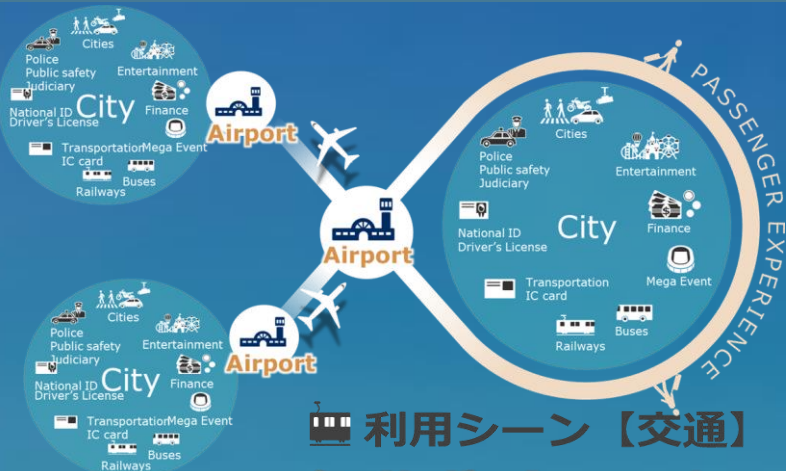 Cities
Police
Public safety
Judiciary
Entertainment
National ID
Driver's License
City
Finance
Transportation
IC card
Mega Event
Buses
Railways
Airport
Airport
Cities
Police
Public safety
Judiciary
Entertainment
National ID
Driver's License
City
Finance
Transportation
IC card
Mega Event
Buses
Railways
Airport
Cities
Police
Public safety
Judiciary
Entertainment
National ID
Driver's License
City
Finance
Mega Event
Transportation
IC card
Buses
Railways
PASSENGER EXPERIENCE
利用シーン【交通】